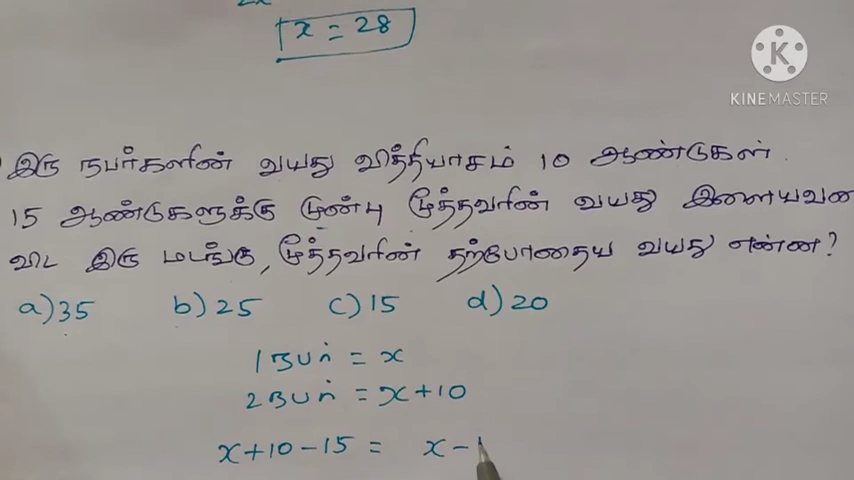 x = 28
KINEMASTER
இரு நபர்களின் வயது வித்தியாசம் 10 ஆண்டுகள்.
15 ஆண்டுகளுக்கு முன்பு மூத்தவரின் வயது இளையவன
விட இரு மடங்கு, மூத்தவரின் தற்போதைய வயது என்ன?
a) 35 b) 25 c) 15 d) 20
1 நபர் = x
2 நபர் = x + 10
x + 10 - 15 = x -